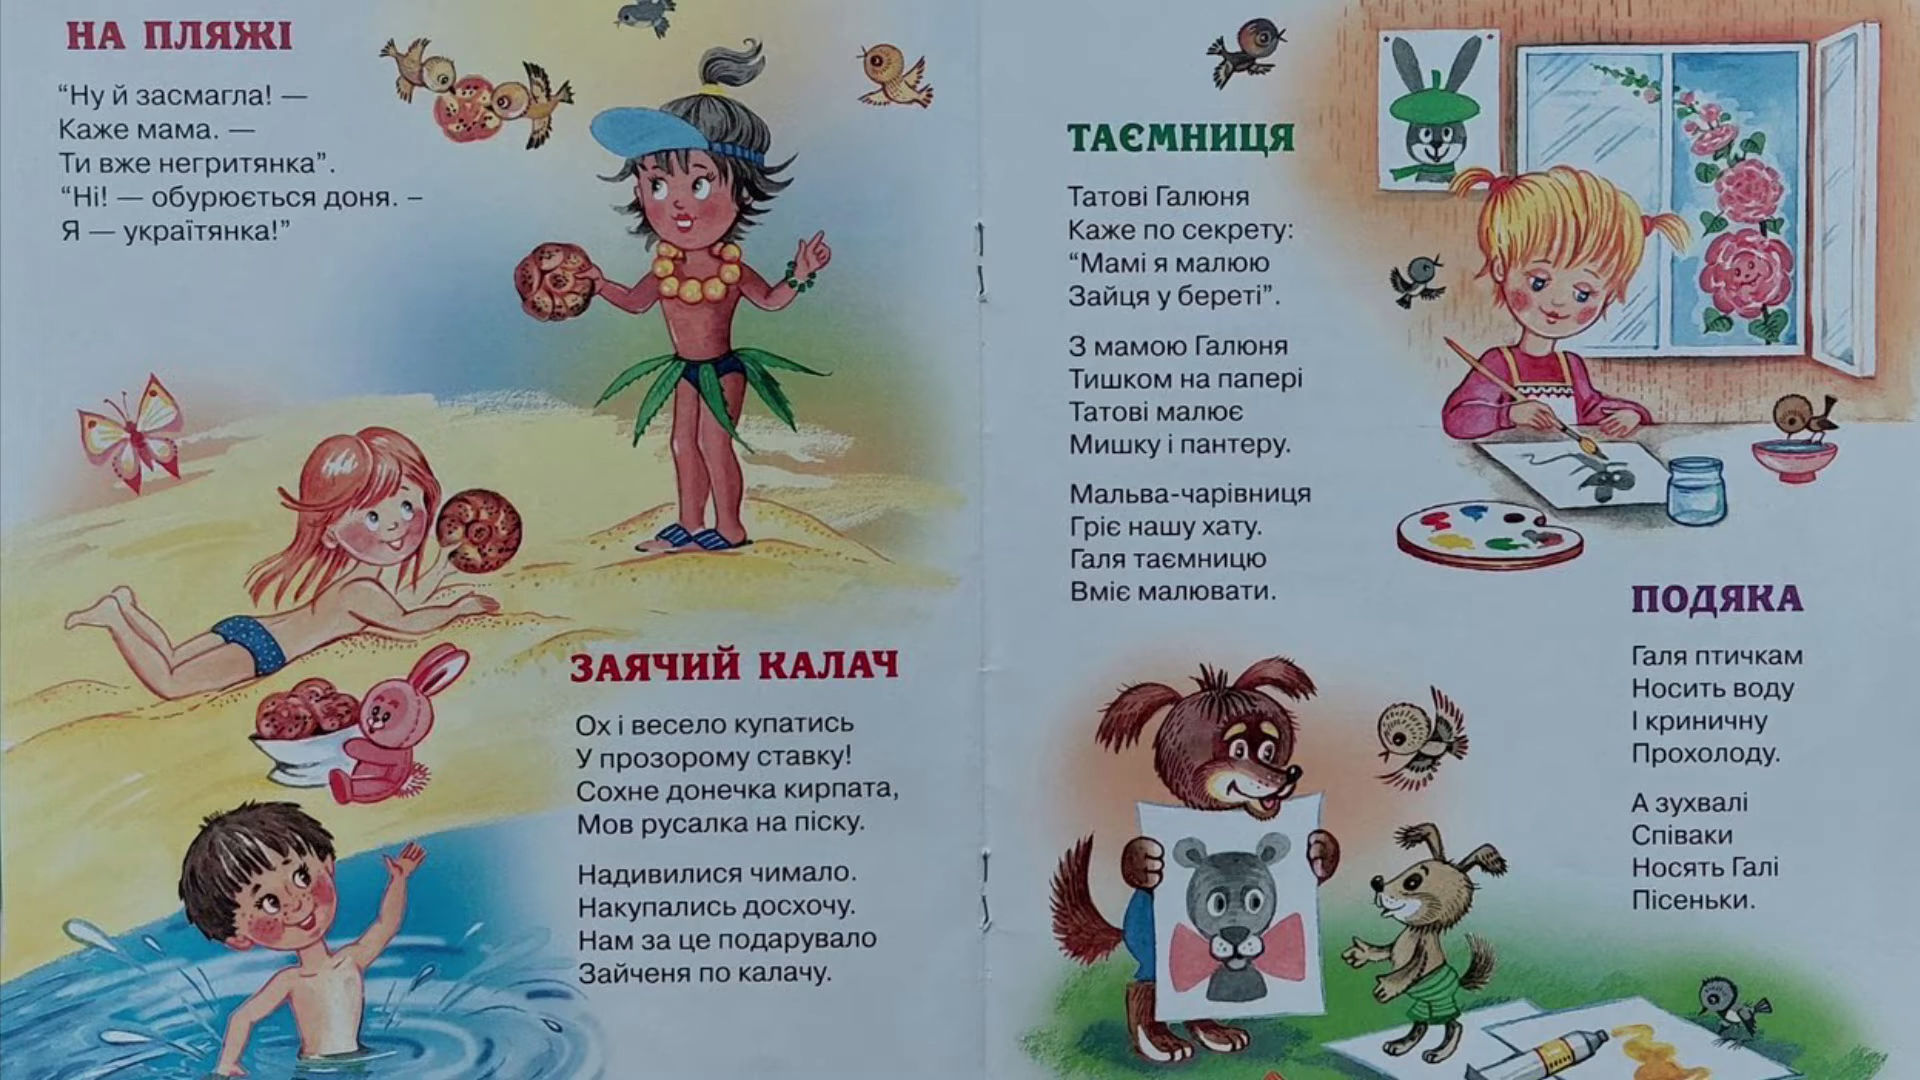 НА ПЛЯЖІ
“Ну й засмагла! —
Каже мама. —
Ти вже негритянка”.
“Ні! — обурюється доня. –
Я — україтянка!”
ЗАЯЧИЙ КАЛАЧ
Ох і весело купатись
У прозорому ставку!
Сохне донечка кирпата,
Мов русалка на піску.
Надивилися чимало.
Накупались досхочу.
Нам за це подарувало
Зайченя по калачу.
ТАЄМНИЦЯ
Татові Галюня
Каже по секрету:
“Мамі я малюю
Зайця у береті”.
З мамою Галюня
Тишком на папері
Татові малює
Мишку і пантеру.
Мальва-чарівниця
Гріє нашу хату.
Галя таємницю
Вміє малювати.
ПОДЯКА
Галя птичкам
Носить воду
І криничну
Прохолоду.
А зухвалі
Співаки
Носять Галі
Пісеньки.